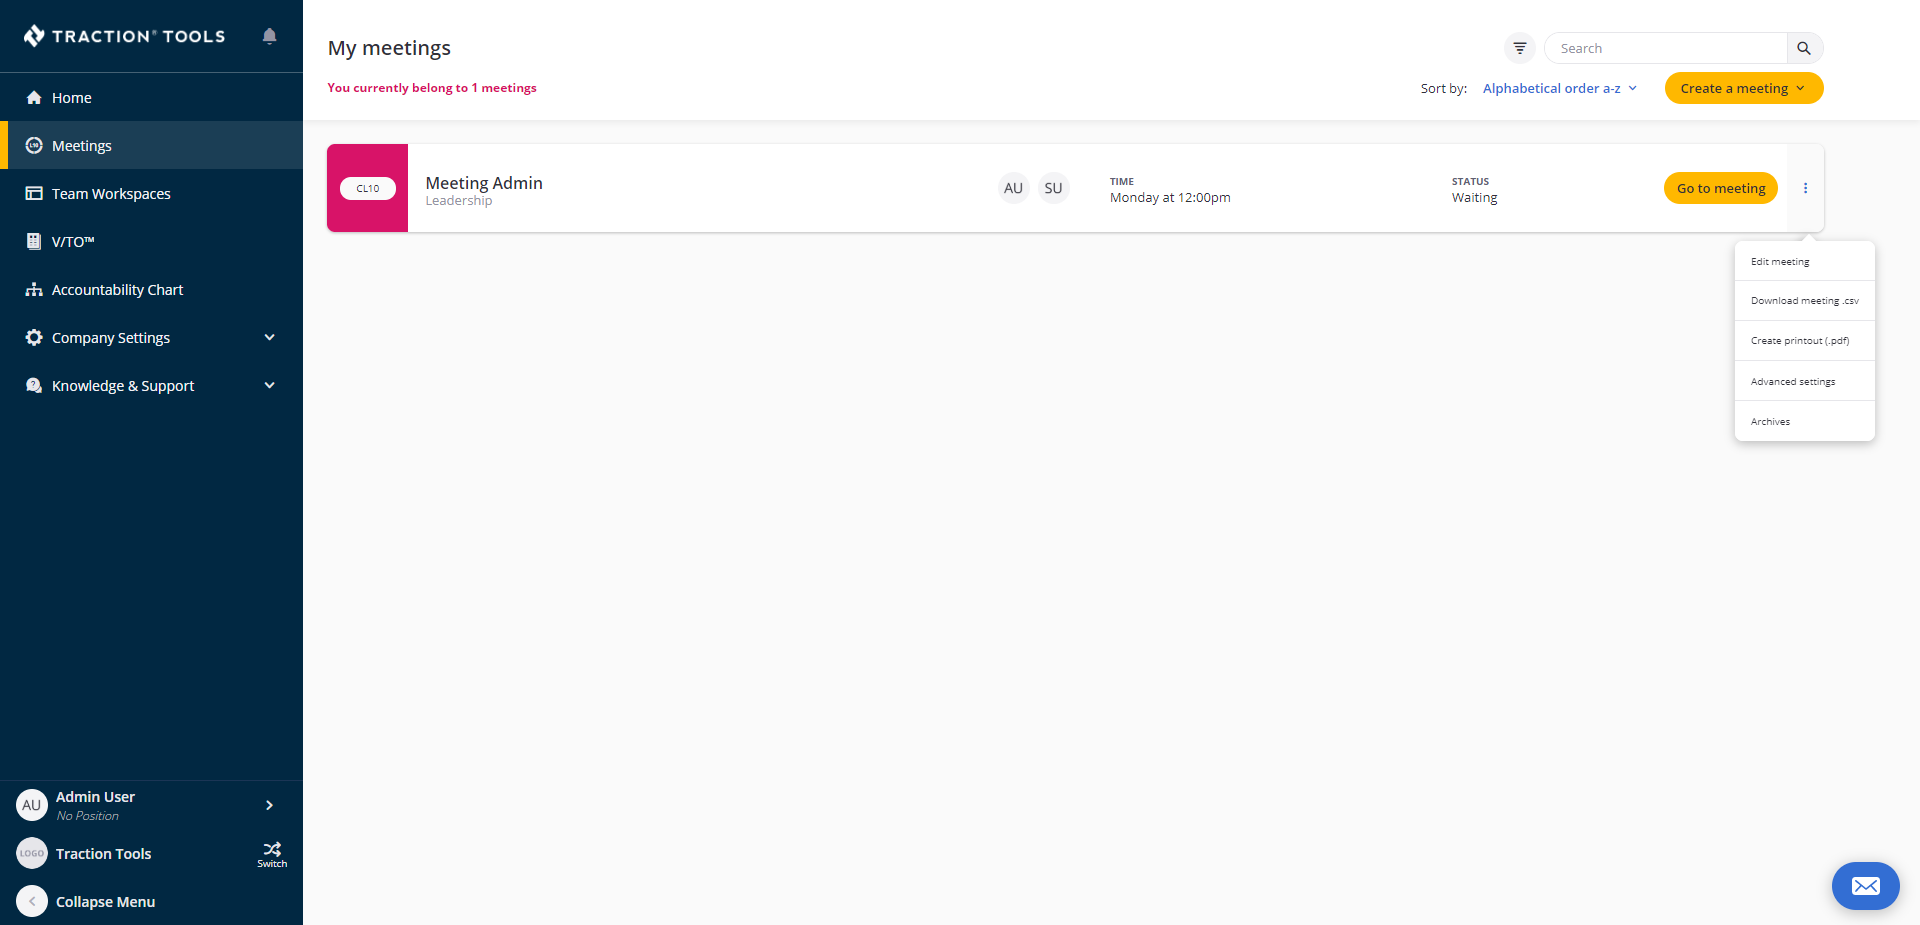 TRACTION® TOOLS
Home
Meetings
Team Workspaces
V/TO™
Accountability Chart
Company Settings
Knowledge & Support
AU
Admin User
No Position
LOGO
Traction Tools
Switch
Collapse Menu
My meetings
Search
You currently belong to 1 meetings
Sort by:
Alphabetical order a-z
Create a meeting
CL10
Meeting Admin
Leadership
AU
SU
TIME
Monday at 12:00pm
STATUS
Waiting
Go to meeting
Edit meeting
Download meeting .csv
Create printout (.pdf)
Advanced settings
Archives